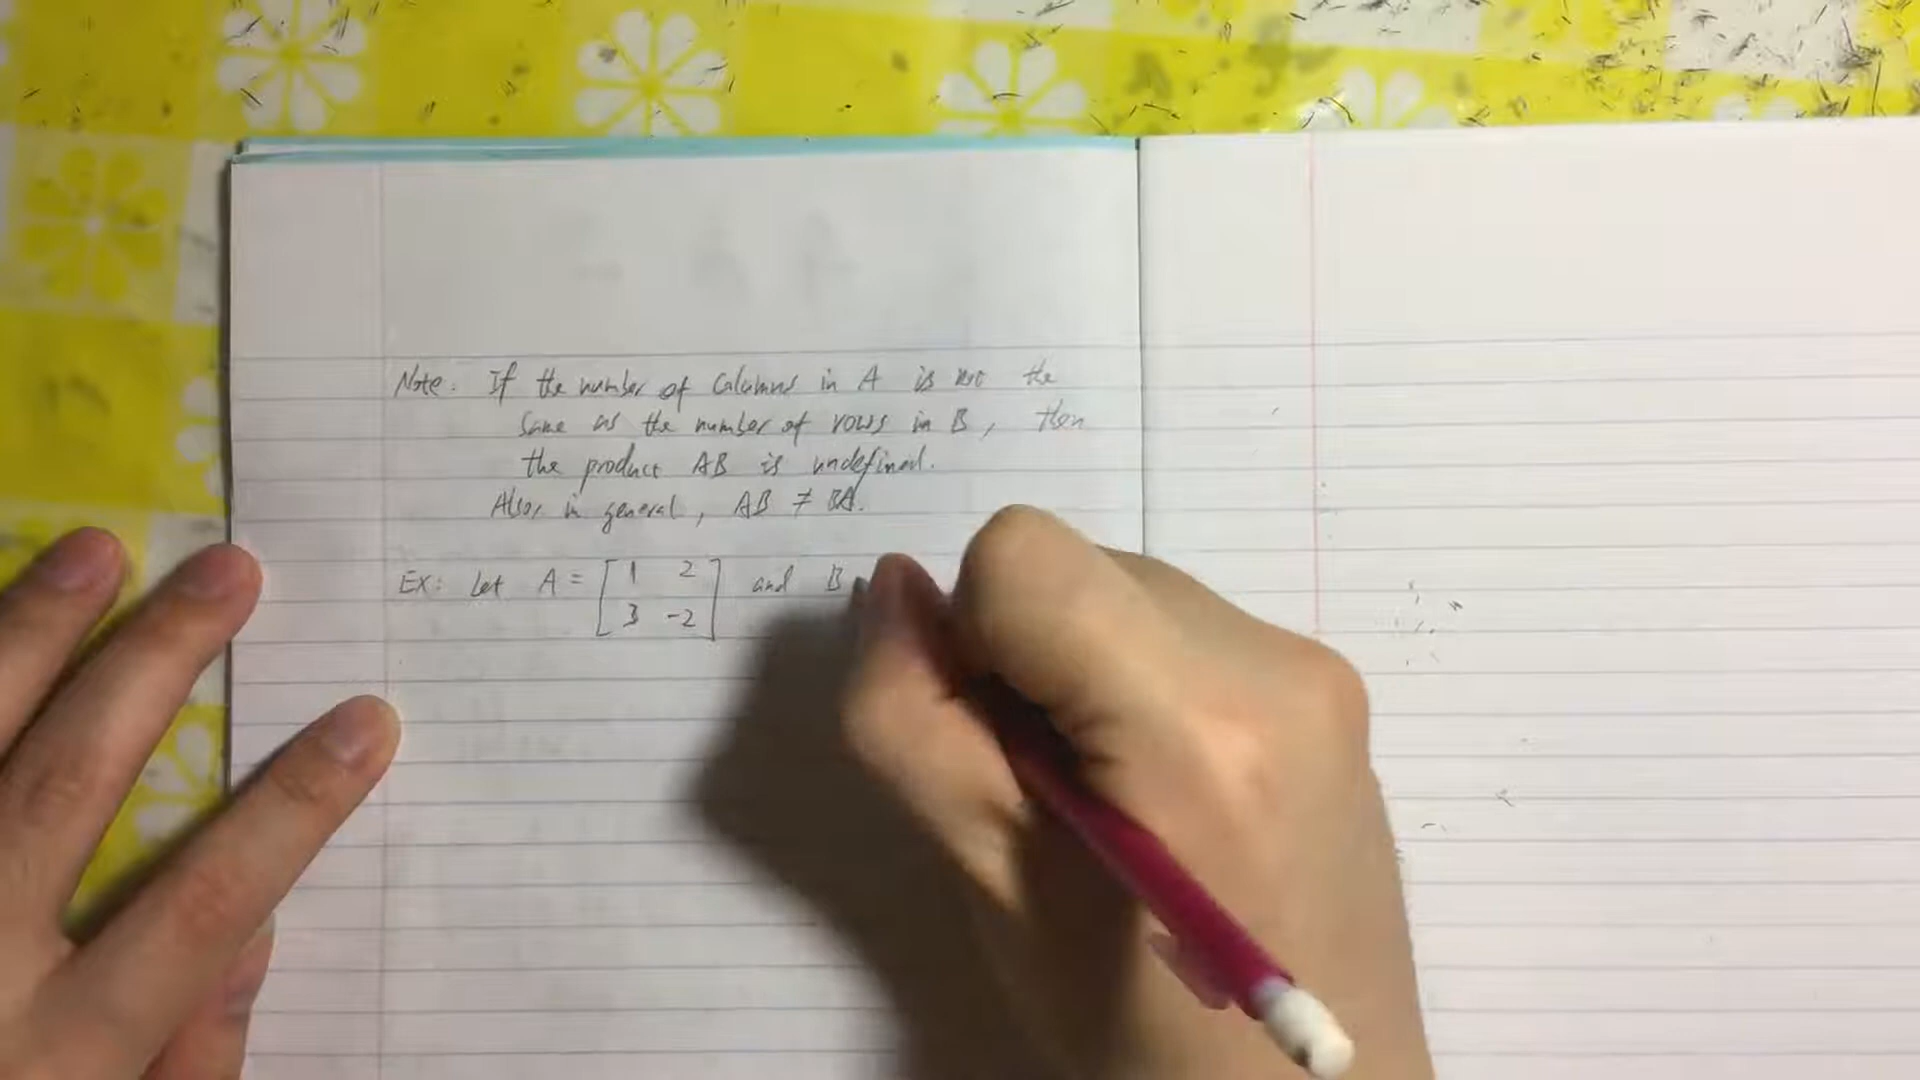 Note: If the number of columns in A is not the
same as the number of rows in B, then
the product AB is undefined.
Also, in general, AB ≠ BA.
EX: Let A = [1 2 and B
3 -2]